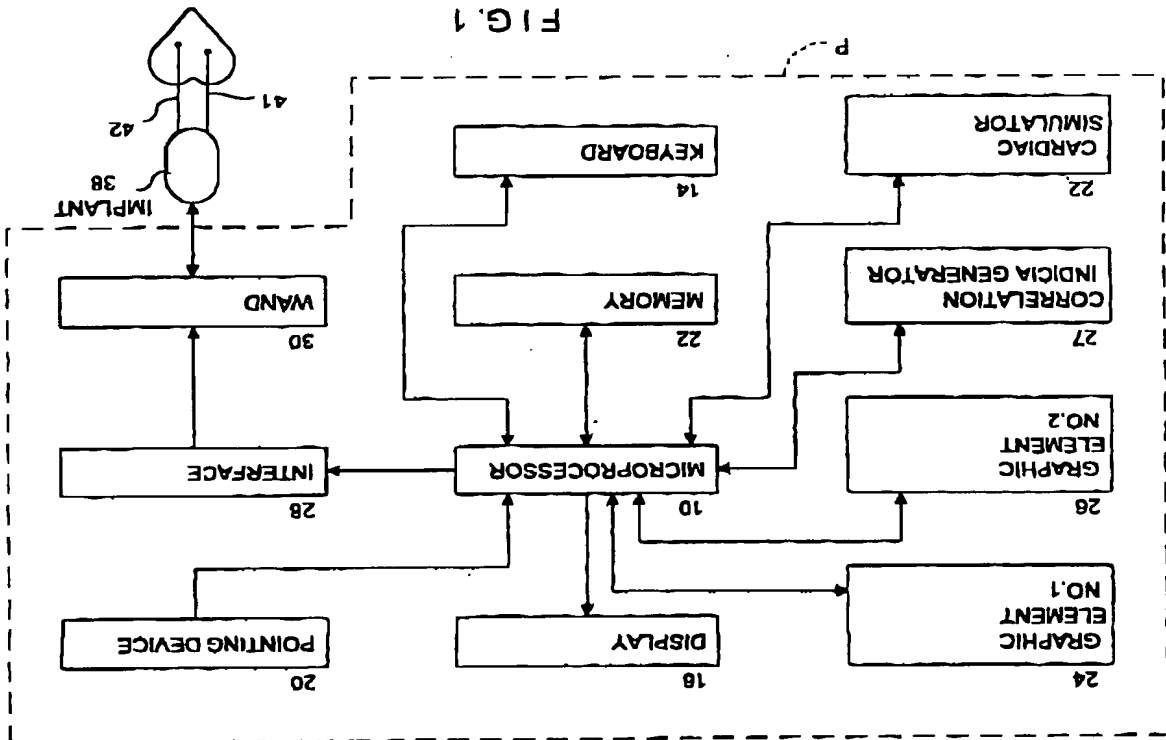 24
GRAPHIC
ELEMENT
NO.1
18
DISPLAY
20
POINTING DEVICE
26
GRAPHIC
ELEMENT
NO.2
10
MICROPROCESSOR
28
INTERFACE
27
CORRELATION
INDICIA GENERATOR
22
MEMORY
30
WAND
22.
CARDIAC
SIMULATOR
14
KEYBOARD
IMPLANT
38
41
42
P
FIG.1